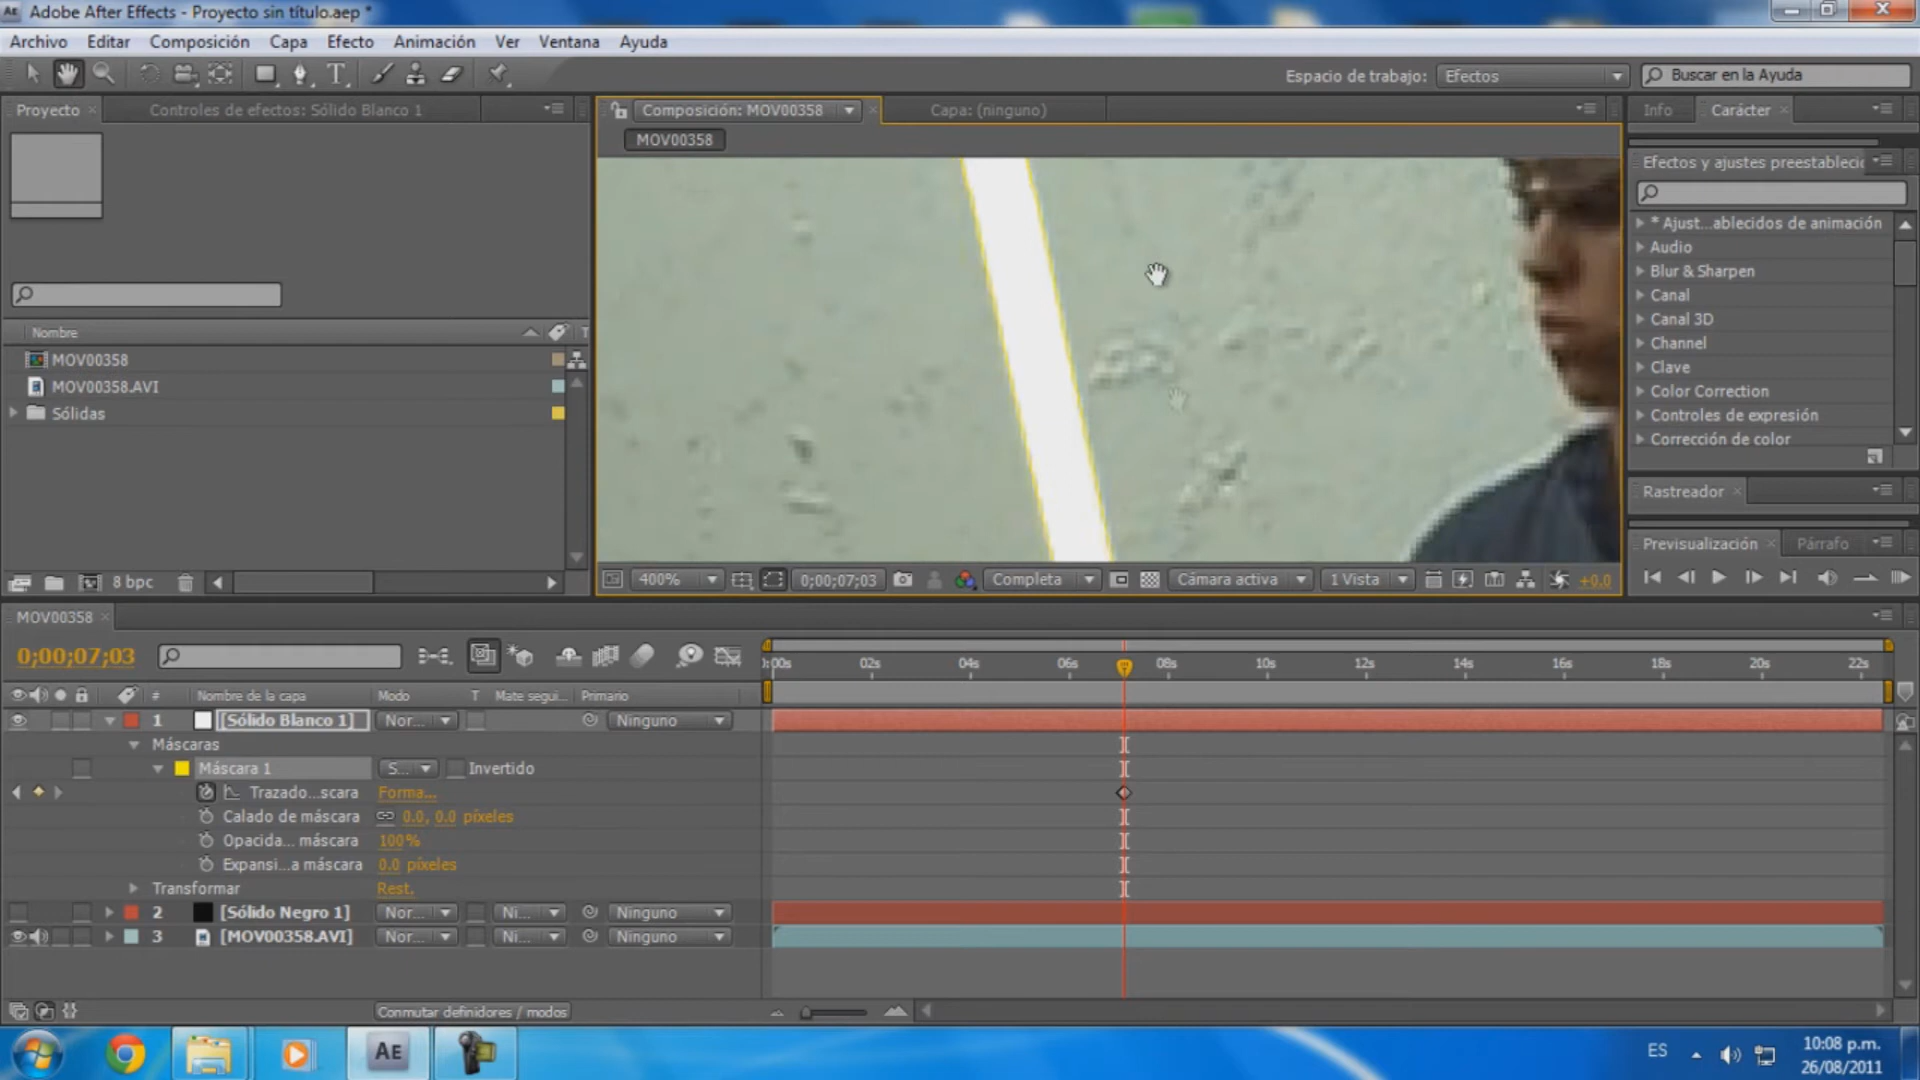 Adobe After Effects - Proyecto sin título.aep *
Archivo Editar Composición Capa Efecto Animación Ver Ventana Ayuda
Espacio de trabajo: Efectos Buscar en la Ayuda
Proyecto Controles de efectos: Sólido Blanco 1 Composición: MOV00358 Capa: (ninguno) Info Carácter
MOV00358
Efectos y ajustes preestableci
* Ajust...ablecidos de animación
Audio
Blur & Sharpen
Canal
Canal 3D
Channel
Clave
Color Correction
Controles de expresión
Corrección de color
Rastreador
Previsualización Párrafo
Nombre
MOV00358
MOV00358.AVI
Sólidas
8 bpc
400% 0;00;07;03 Completa Cámara activa 1 Vista +0,0
MOV00358
0;00;07;03
0:00s 02s 04s 06s 08s 10s 12s 14s 16s 18s 20s 22s
# Nombre de la capa Modo T Mate segui... Primario
1 [Sólido Blanco 1] Nor... Ninguno
Máscaras
Máscara 1 S... Invertido
Trazado...scara Forma...
Calado de máscara 0.0, 0.0 píxeles
Opacida... máscara 100%
Expansi...a máscara 0.0 píxeles
Transformar Rest.
2 [Sólido Negro 1] Nor... Ni... Ninguno
3 [MOV00358.AVI] Nor... Ni... Ninguno
Conmutar definidores / modos
AE
ES
10:08 p.m.
26/08/2011